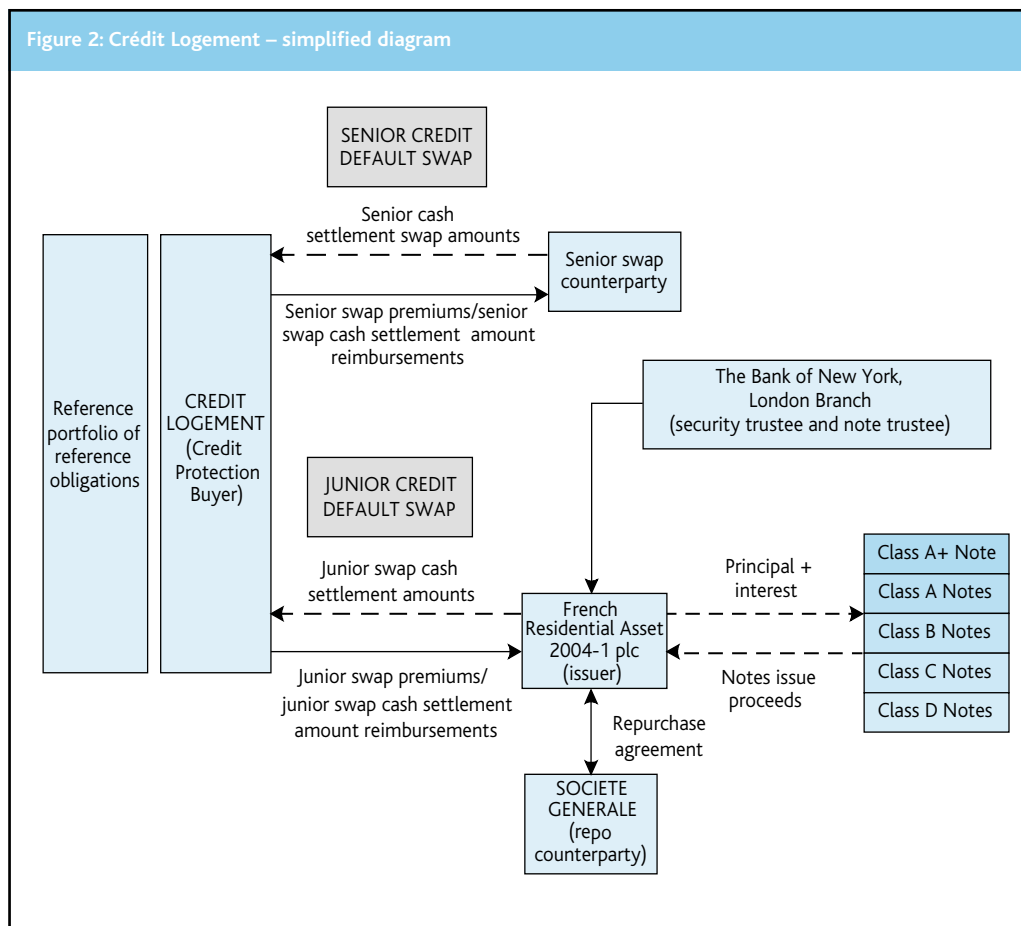 Figure 2: Crédit Logement – simplified diagram
SENIOR CREDIT
DEFAULT SWAP
Senior cash
settlement swap amounts
Senior swap
counterparty
Senior swap premiums/senior
swap cash settlement amount
reimbursements
Reference
portfolio of
reference
obligations
CREDIT
LOGEMENT
(Credit
Protection
Buyer)
The Bank of New York,
London Branch
(security trustee and note trustee)
JUNIOR CREDIT
DEFAULT SWAP
Junior swap cash
settlement amounts
French
Residential Asset
2004-1 plc
(issuer)
Principal +
interest
Notes issue
proceeds
Class A+ Note
Class A Notes
Class B Notes
Class C Notes
Class D Notes
Junior swap premiums/
junior swap cash settlement
amount reimbursements
Repurchase
agreement
SOCIETE
GENERALE
(repo
counterparty)